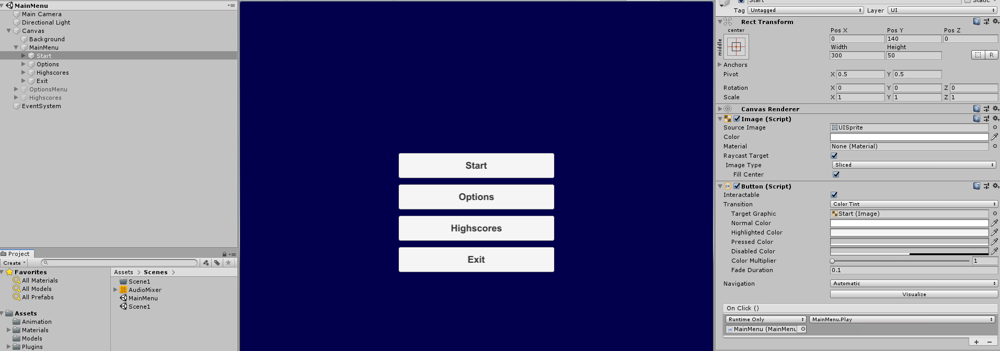 MainMenu
Main Camera
Directional Light
Canvas
Background
MainMenu
Start
Options
Highscores
Exit
OptionsMenu
Highscores
EventSystem
Project
Create
Favorites
All Materials
All Models
All Prefabs
Assets
Animation
Materials
Models
Plugins
Assets > Scenes >
Scene1
AudioMixer
MainMenu
Scene1
Start
Options
Highscores
Exit
Start Static
Tag Untagged Layer UI
Rect Transform
center
middle
Pos X Pos Y Pos Z
0 140 0
Width Height
300 50
R
Anchors
Pivot X 0.5 Y 0.5
Rotation X 0 Y 0 Z 0
Scale X 1 Y 1 Z 1
Canvas Renderer
Image (Script)
Source Image UISprite
Color
Material None (Material)
Raycast Target
Image Type Sliced
Fill Center
OK Button (Script)
Interactable
Transition Color Tint
Target Graphic Start (Image)
Normal Color
Highlighted Color
Pressed Color
Disabled Color
Color Multiplier 1
Fade Duration 0.1
Navigation Automatic
Visualize
On Click ()
Runtime Only MainMenu.Play
MainMenu (MainMenu
+ −